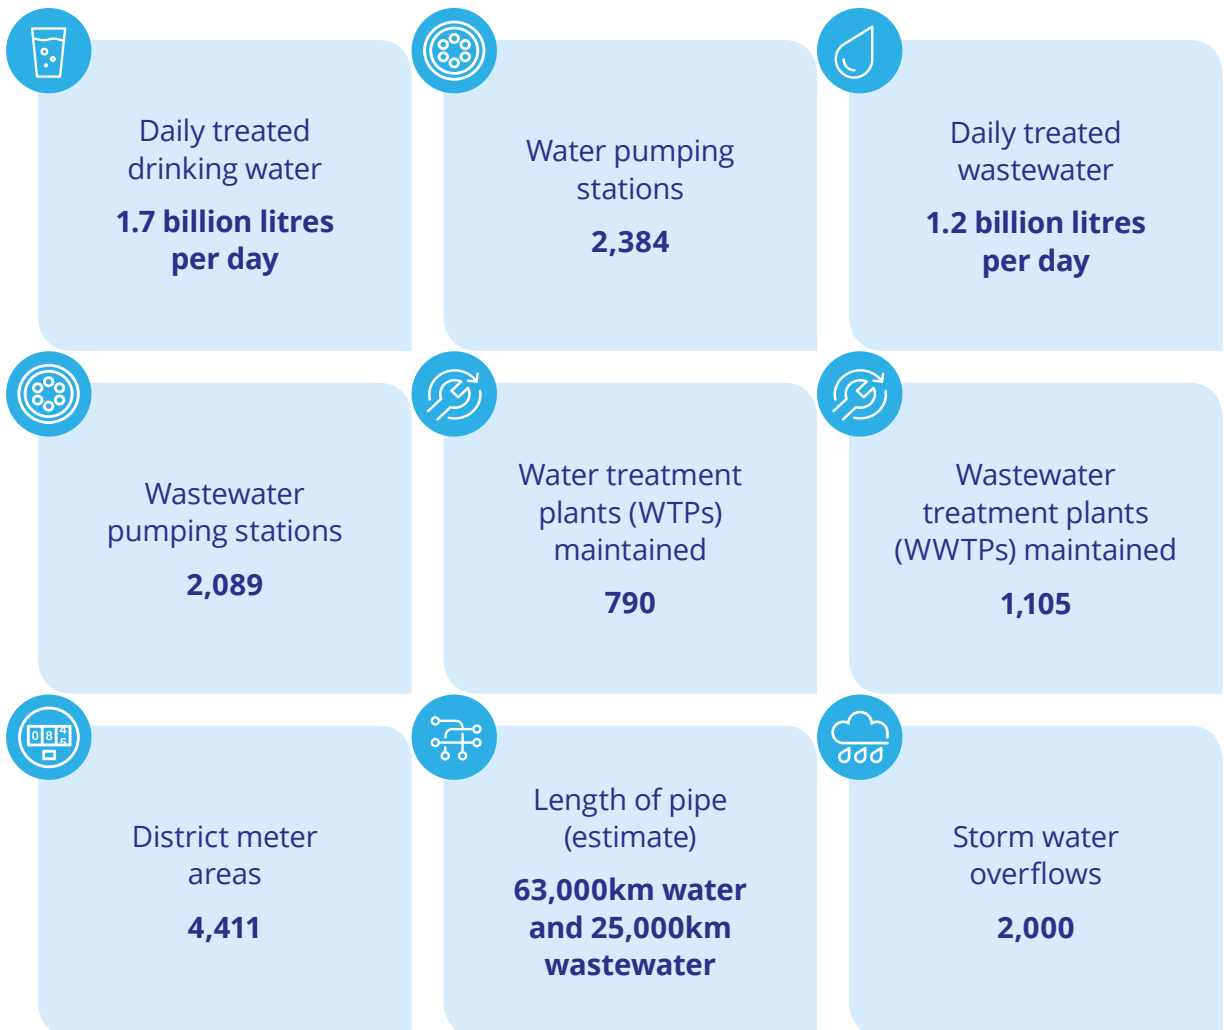 Daily treated
drinking water
1.7 billion litres
per day
Water pumping
stations
2,384
Daily treated
wastewater
1.2 billion litres
per day
Wastewater
pumping stations
2,089
Water treatment
plants (WTPs)
maintained
790
Wastewater
treatment plants
(WWTPs) maintained
1,105
District meter
areas
4,411
Length of pipe
(estimate)
63,000km water
and 25,000km
wastewater
Storm water
overflows
2,000